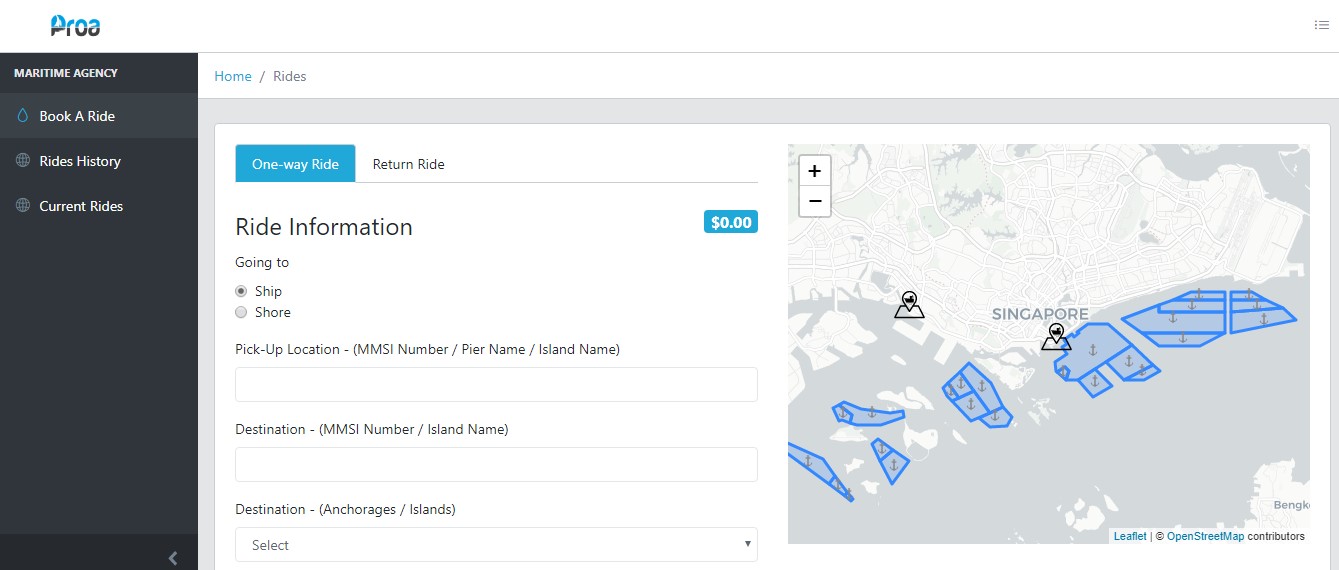 Proa
MARITIME AGENCY
Book A Ride
Rides History
Current Rides
Home / Rides
One-way Ride
Return Ride
Ride Information
$0.00
Going to
Ship
Shore
Pick-Up Location - (MMSI Number / Pier Name / Island Name)
Destination - (MMSI Number / Island Name)
Destination - (Anchorages / Islands)
Select
+
−
SINGAPORE
Bengk
Leaflet | © OpenStreetMap contributors